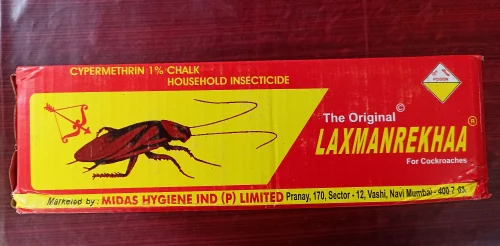 CYPERMETHRIN 1% CHALK
HOUSEHOLD INSECTICIDE
POISON
The Original ©
LAXMANREKHAA ®
For Cockroaches
Marketed by: MIDAS HYGIENE IND (P) LIMITED Pranay, 170, Sector - 12, Vashi, Navi Mumbai